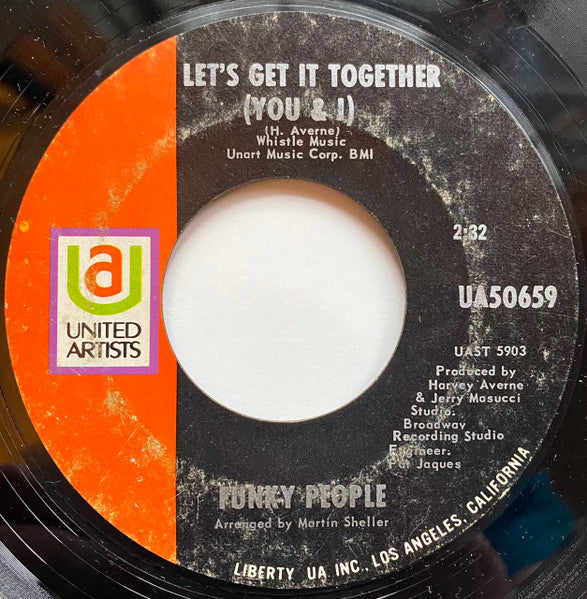 LET'S GET IT TOGETHER
(YOU & I)
(H. Averne)
Whistle Music
Unart Music Corp. BMI
2:32
UA50659
UAST 5903
Produced by
Harvey Averne
& Jerry Masucci
Studio:
Broadway
Recording Studio
Engineer:
Pat Jaques
ua
UNITED
ARTISTS
FUNKY PEOPLE
Arranged by Martin Sheller
LIBERTY UA INC., LOS ANGELES, CALIFORNIA